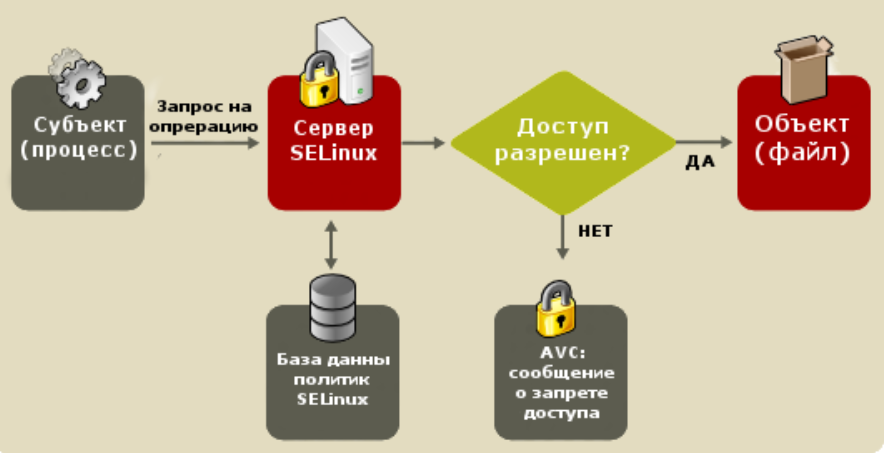 Субъект
(процесс)
Запрос на
опрерацию
Сервер
SELinux
Доступ
разрешен?
ДА
Объект
(файл)
НЕТ
База данны
политик
SELinux
AVC:
сообщение
о запрете
доступа